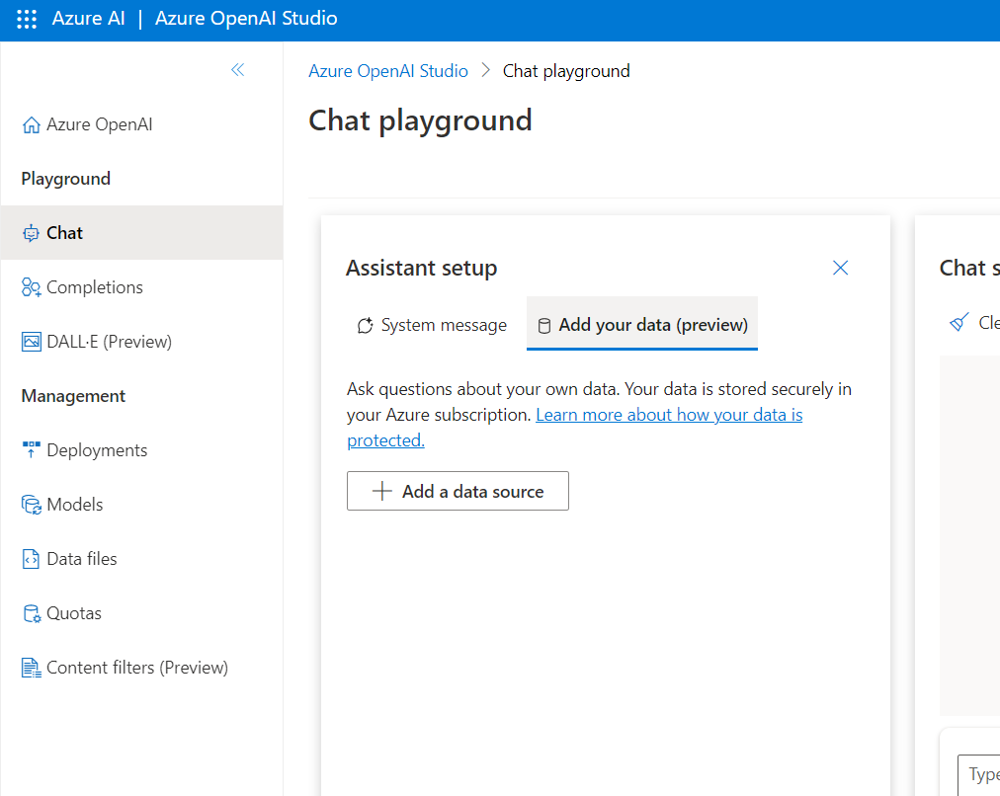 Azure AI | Azure OpenAI Studio
Azure OpenAI Studio > Chat playground
Chat playground
Azure OpenAI
Playground
Chat
Completions
DALL·E (Preview)
Management
Deployments
Models
Data files
Quotas
Content filters (Preview)
Assistant setup
System message
Add your data (preview)
Ask questions about your own data. Your data is stored securely in
your Azure subscription. Learn more about how your data is
protected.
Add a data source
Chat s
Cle
Type